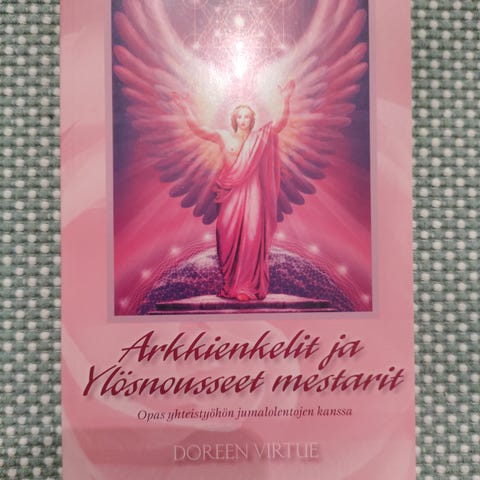 Arkkienkelit ja
Ylösnousseet mestarit
Opas yhteistyöhön jumalolentojen kanssa
DOREEN VIRTUE